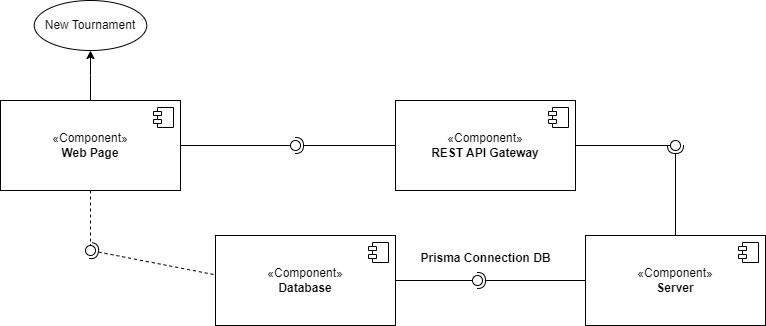 New Tournament
«Component»
Web Page
«Component»
REST API Gateway
«Component»
Database
Prisma Connection DB
«Component»
Server